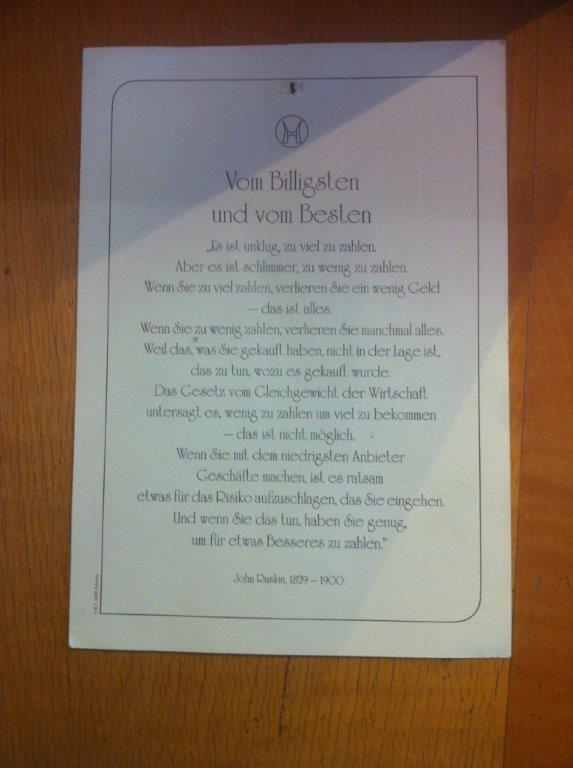 Vom Billigsten
und vom Besten
„Es ist unklug, zu viel zu zahlen.
Aber es ist schlimmer, zu wenig zu zahlen.
Wenn Sie zu viel zahlen, verlieren Sie ein wenig Geld
– das ist alles.
Wenn Sie zu wenig zahlen, verlieren Sie manchmal alles.
Weil das, was Sie gekauft haben, nicht in der Lage ist,
das zu tun, wozu es gekauft wurde.
Das Gesetz vom Gleichgewicht der Wirtschaft
untersagt es, wenig zu zahlen um viel zu bekommen
– das ist nicht möglich.
Wenn Sie mit dem niedrigsten Anbieter
Geschäfte machen, ist es ratsam
etwas für das Risiko aufzuschlagen, das Sie eingehen.
Und wenn Sie das tun, haben Sie genug,
um für etwas Besseres zu zahlen.“
John Ruskin, 1829 – 1900